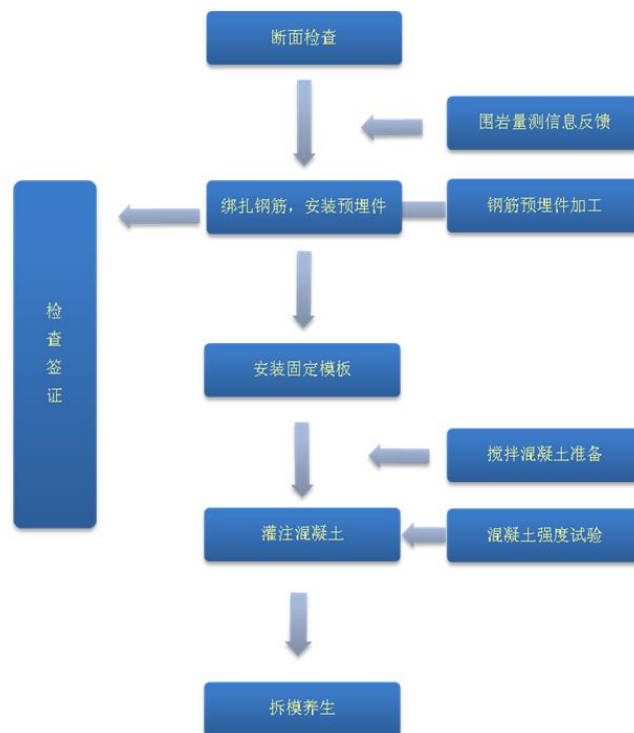 断面检查
围岩量测信息反馈
绑扎钢筋，安装预埋件
钢筋预埋件加工
检
查
签
证
安装固定模板
搅拌混凝土准备
灌注混凝土
混凝土强度试验
拆模养生